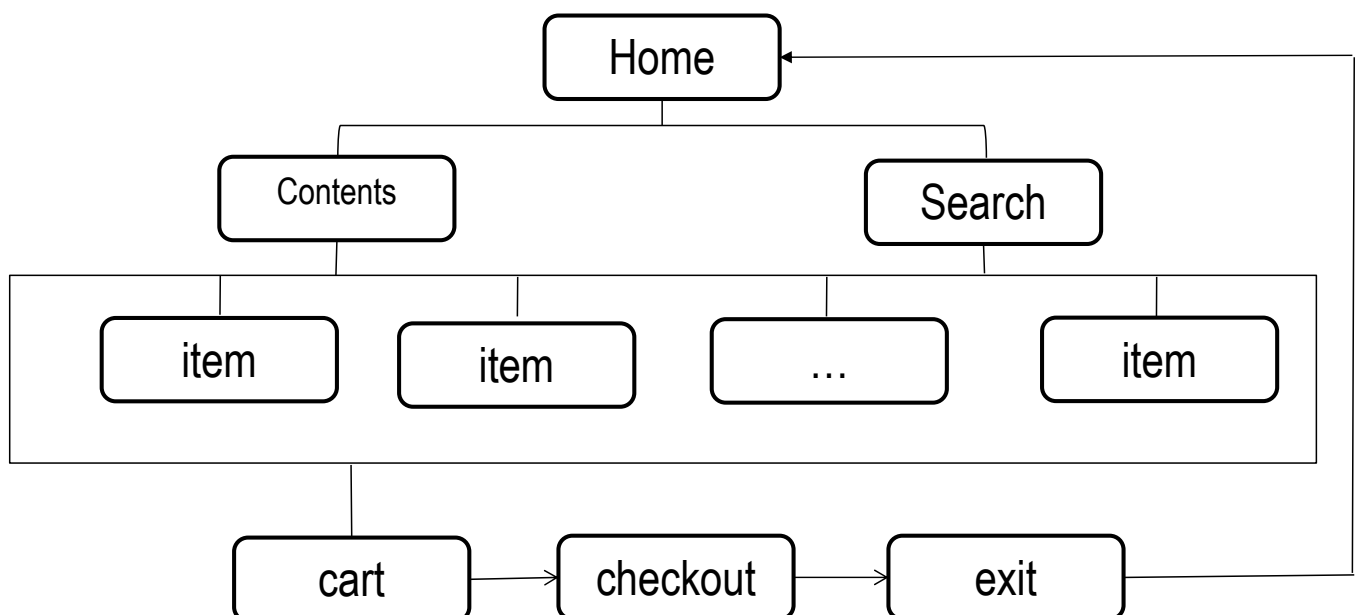 Home
Contents
Search
item
item
…
item
cart
checkout
exit